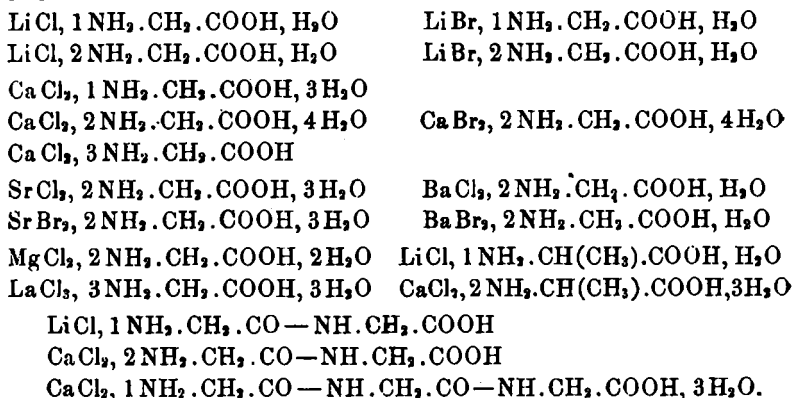 LiCl, 1NH₂.CH₂.COOH, H₂O LiBr, 1NH₂.CH₂.COOH, H₂O
LiCl, 2NH₂.CH₂.COOH, H₂O LiBr, 2NH₂.CH₂.COOH, H₂O
CaCl₂, 1NH₂.CH₂.COOH, 3H₂O
CaCl₂, 2NH₂.CH₂.COOH, 4H₂O CaBr₂, 2NH₂.CH₂.COOH, 4H₂O
CaCl₂, 3NH₂.CH₂.COOH
SrCl₂, 2NH₂.CH₂.COOH, 3H₂O BaCl₂, 2NH₂.CH₂.COOH, H₂O
SrBr₂, 2NH₂.CH₂.COOH, 3H₂O BaBr₂, 2NH₂.CH₂.COOH, H₂O
MgCl₂, 2NH₂.CH₂.COOH, 2H₂O LiCl, 1NH₂.CH(CH₃).COOH, H₂O
LaCl₃, 3NH₂.CH₂.COOH, 3H₂O CaCl₂, 2NH₂.CH(CH₃).COOH, 3H₂O
LiCl, 1NH₂.CH₂.CO—NH.CH₂.COOH
CaCl₂, 2NH₂.CH₂.CO—NH.CH₂.COOH
CaCl₂, 1NH₂.CH₂.CO—NH.CH₂.CO—NH.CH₂.COOH, 3H₂O.